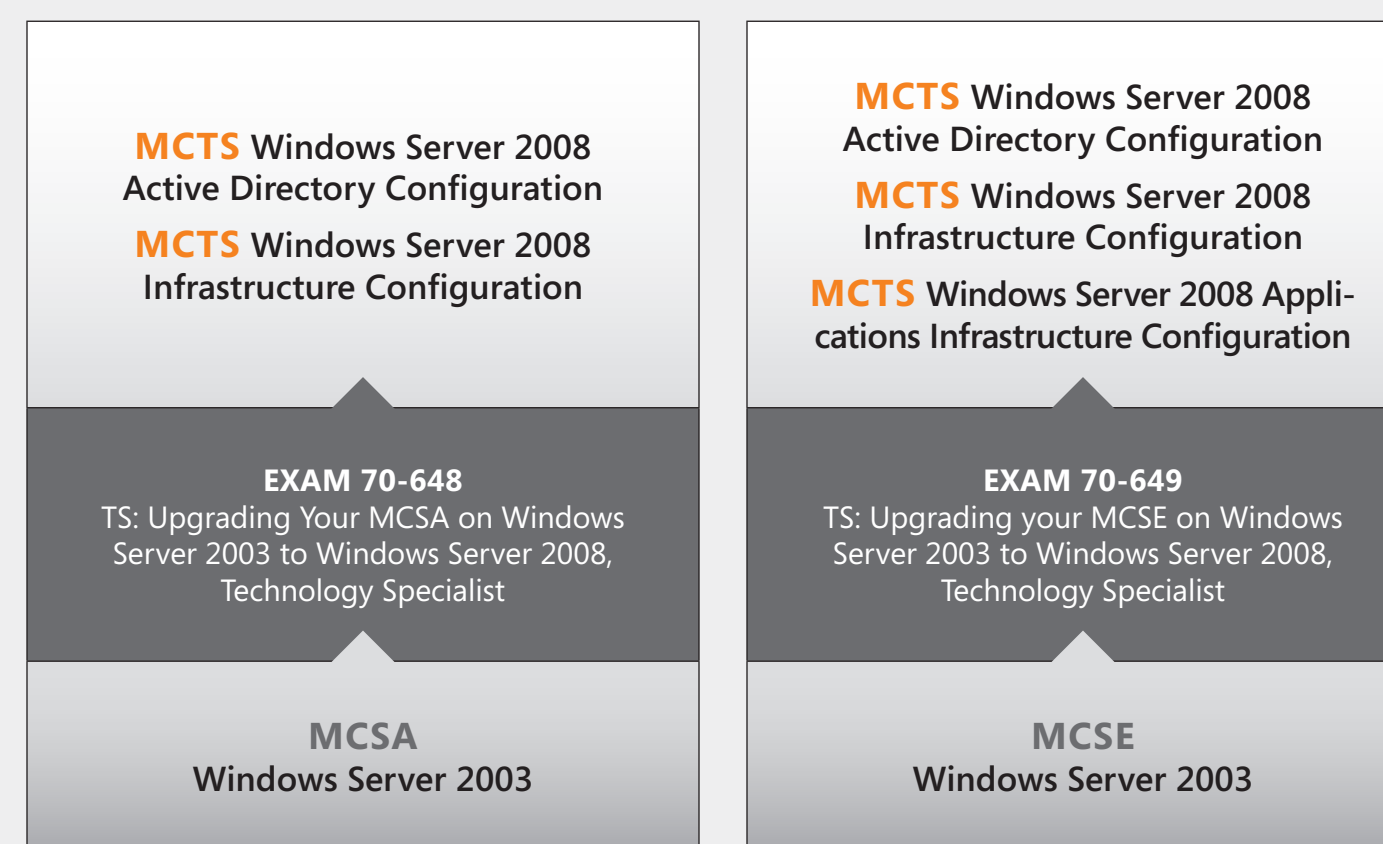 MCTS Windows Server 2008
Active Directory Configuration
MCTS Windows Server 2008
Infrastructure Configuration
EXAM 70-648
TS: Upgrading Your MCSA on Windows
Server 2003 to Windows Server 2008,
Technology Specialist
MCSA
Windows Server 2003
MCTS Windows Server 2008
Active Directory Configuration
MCTS Windows Server 2008
Infrastructure Configuration
MCTS Windows Server 2008 Appli-
cations Infrastructure Configuration
EXAM 70-649
TS: Upgrading your MCSE on Windows
Server 2003 to Windows Server 2008,
Technology Specialist
MCSE
Windows Server 2003